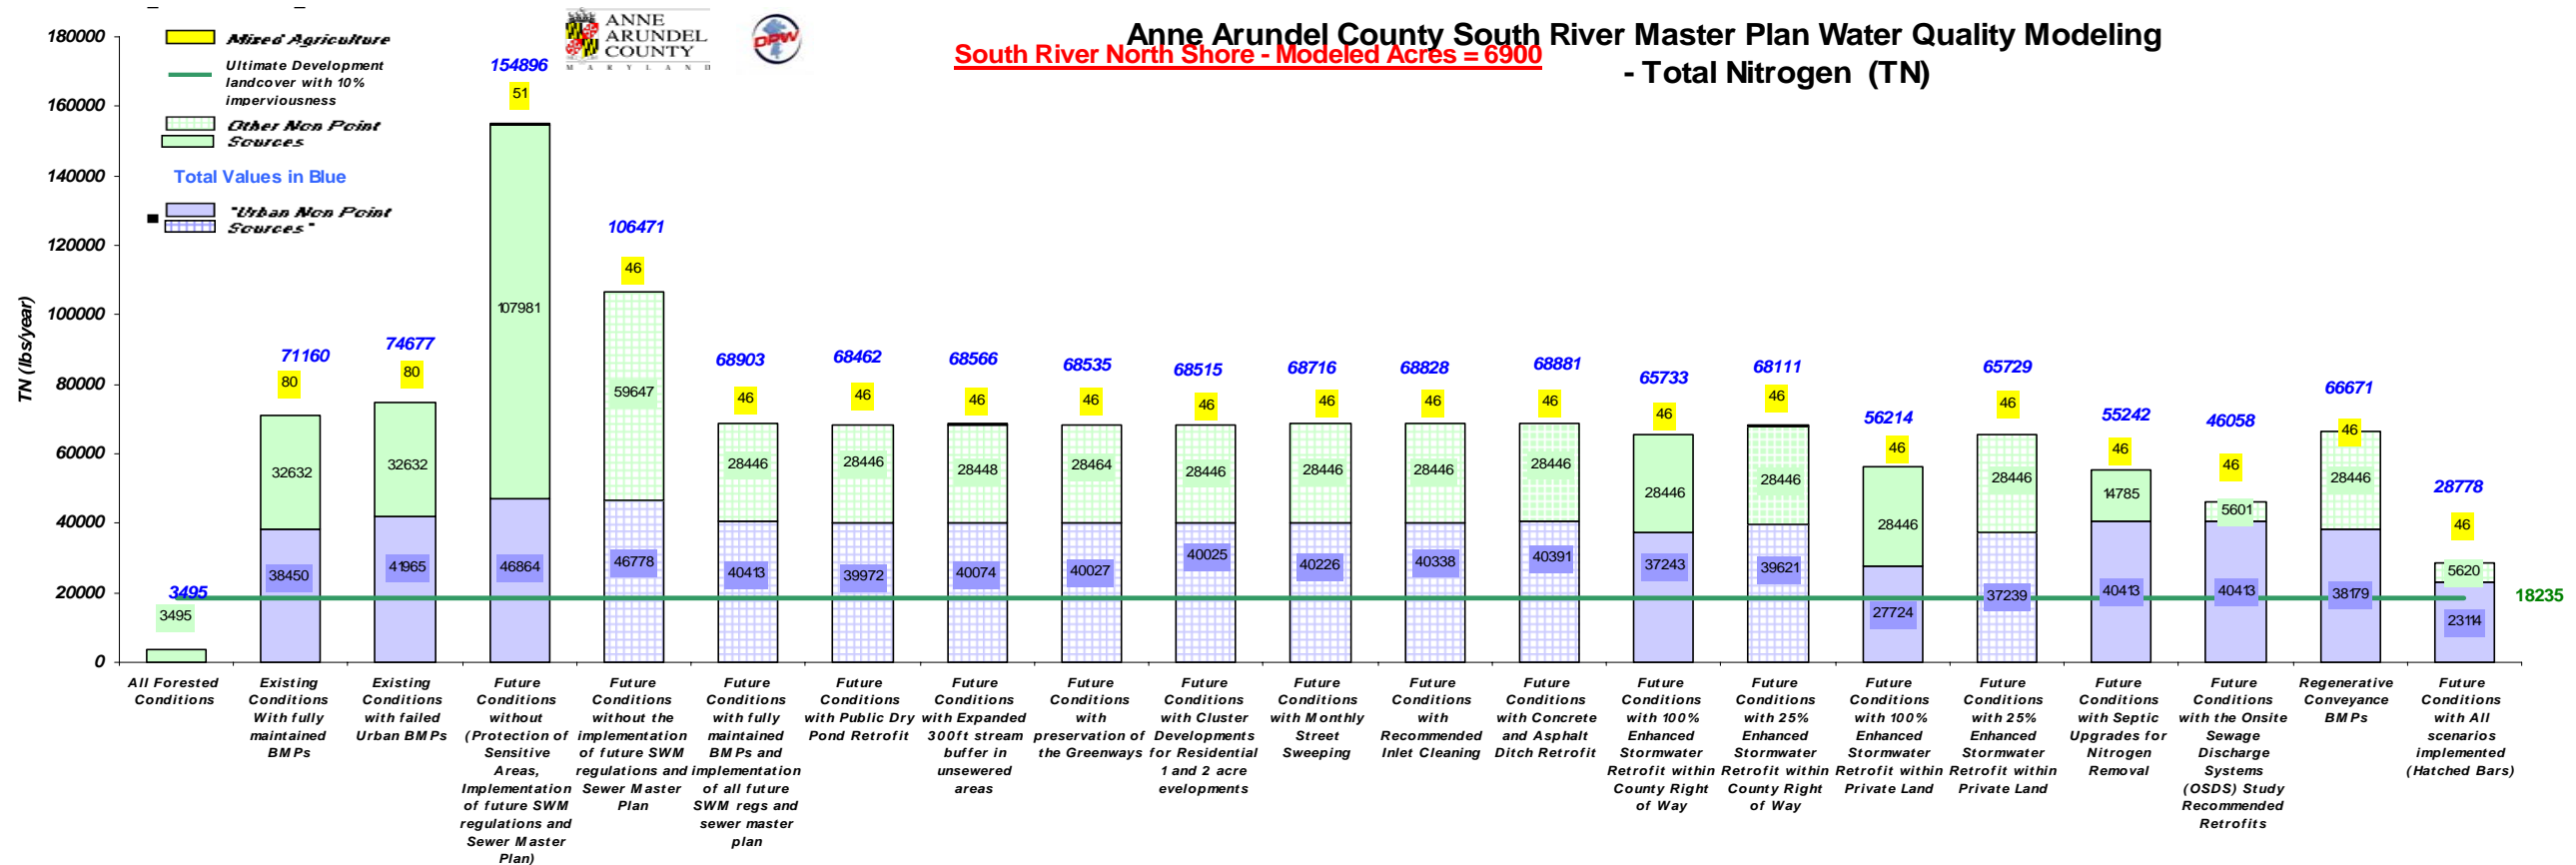 Anne Arundel County South River Master Plan Water Quality Modeling
- Total Nitrogen (TN)
South River North Shore - Modeled Acres = 6900
ANNE
ARUNDEL
COUNTY
MARYLAND
DPW
Mixed Agriculture
Ultimate Development
landcover with 10%
imperviousness
Other Non Point
Sources
Total Values in Blue
"Urban Non Point
Sources"
TN (lbs/year)
180000
160000
140000
120000
100000
80000
60000
40000
20000
0
3495
3495
71160
80
32632
38450
74677
80
32632
41965
154896
51
107981
46864
106471
46
59647
46778
68903
46
28446
40413
68462
46
28446
39972
68566
46
28448
40074
68535
46
28464
40027
68515
46
28446
40025
68716
46
28446
40226
68828
46
28446
40338
68881
46
28446
40391
65733
46
28446
37243
68111
46
28446
39621
56214
46
28446
27724
65729
46
28446
37239
55242
46
14785
40413
46058
46
5601
40413
66671
46
28446
38179
28778
46
5620
23114
18235
All Forested
Conditions
Existing
Conditions
With fully
maintained
BMPs
Existing
Conditions
with failed
Urban BMPs
Future
Conditions
without
(Protection of
Sensitive
Areas,
Implementation
of future SWM
regulations and
Sewer Master
Plan)
Future
Conditions
without the
implementation
of future SWM
regulations and
Sewer Master
Plan
Future
Conditions
with fully
maintained
BMPs and
implementation
of all future
SWM regs and
sewer master
plan
Future
Conditions
with Public Dry
Pond Retrofit
Future
Conditions
with Expanded
300ft stream
buffer in
unsewered
areas
Future
Conditions
with
preservation of
the Greenways
Future
Conditions
with Cluster
Developments
for Residential
1 and 2 acre
evelopments
Future
Conditions
with Monthly
Street
Sweeping
Future
Conditions
with
Recommended
Inlet Cleaning
Future
Conditions
with Concrete
and Asphalt
Ditch Retrofit
Future
Conditions
with 100%
Enhanced
Stormwater
Retrofit within
County Right
of Way
Future
Conditions
with 25%
Enhanced
Stormwater
Retrofit within
County Right
of Way
Future
Conditions
with 100%
Enhanced
Stormwater
Retrofit within
Private Land
Future
Conditions
with 25%
Enhanced
Stormwater
Retrofit within
Private Land
Future
Conditions
with Septic
Upgrades for
Nitrogen
Removal
Future
Conditions
with the Onsite
Sewage
Discharge
Systems
(OSDS) Study
Recommended
Retrofits
Regenerative
Conveyance
BMPs
Future
Conditions
with All
scenarios
implemented
(Hatched Bars)